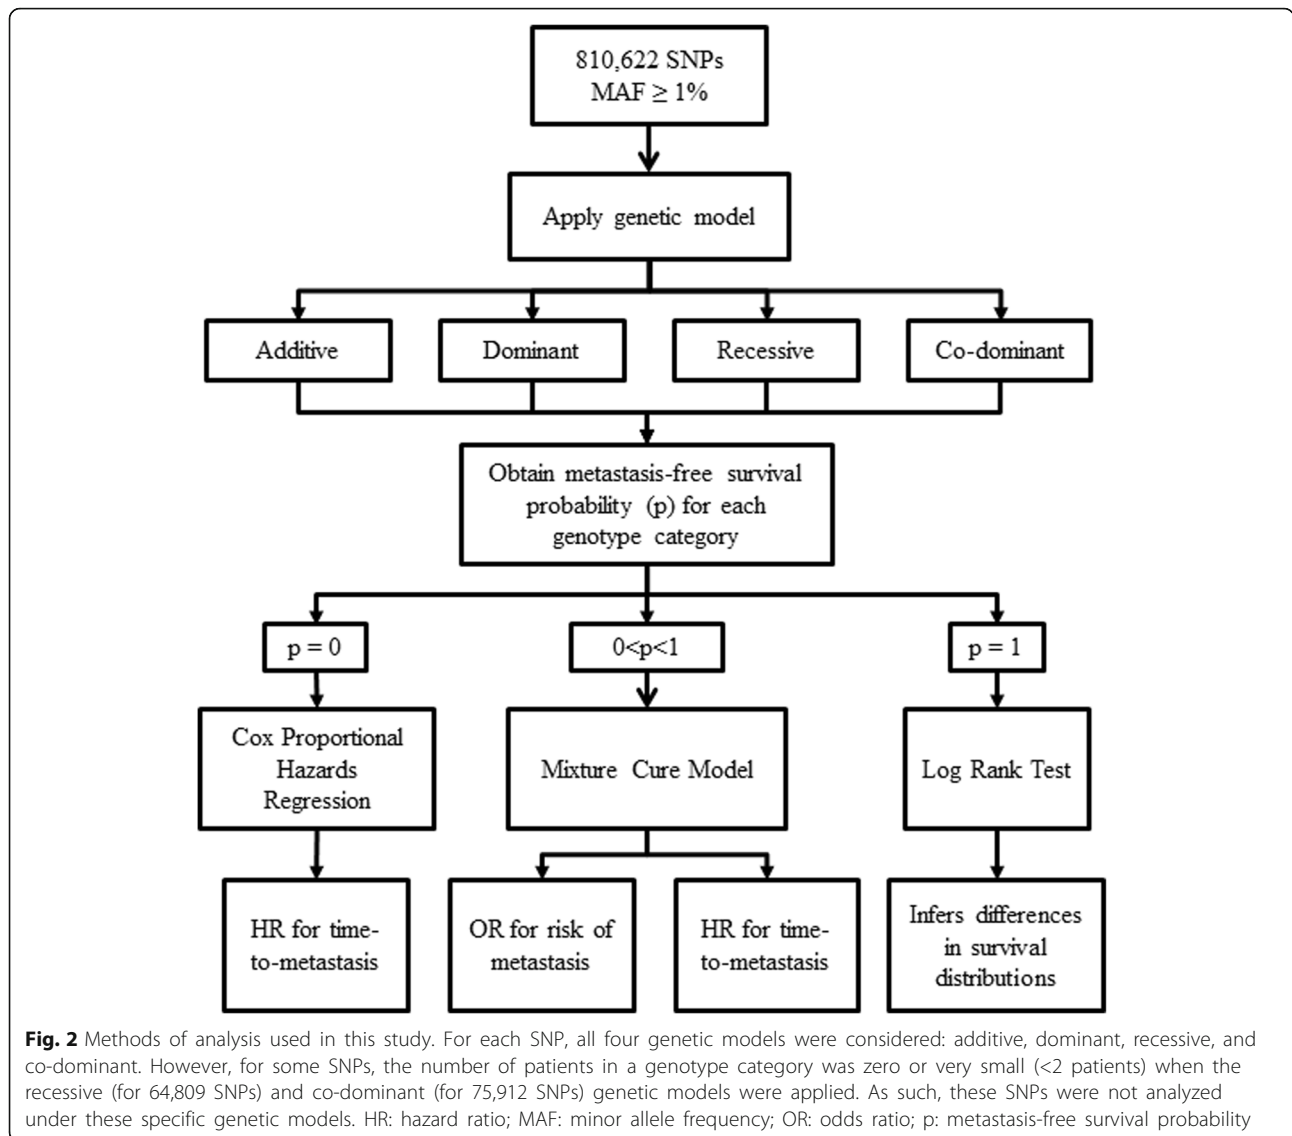 810,622 SNPs
MAF ≥ 1%
Apply genetic model
Additive
Dominant
Recessive
Co-dominant
Obtain metastasis-free survival
probability (p) for each
genotype category
p = 0
0<p<1
p = 1
Cox Proportional
Hazards
Regression
Mixture Cure Model
Log Rank Test
HR for time-
to-metastasis
OR for risk of
metastasis
HR for time-
to-metastasis
Infers differences
in survival
distributions
Fig. 2 Methods of analysis used in this study. For each SNP, all four genetic models were considered: additive, dominant, recessive, and
co-dominant. However, for some SNPs, the number of patients in a genotype category was zero or very small (<2 patients) when the
recessive (for 64,809 SNPs) and co-dominant (for 75,912 SNPs) genetic models were applied. As such, these SNPs were not analyzed
under these specific genetic models. HR: hazard ratio; MAF: minor allele frequency; OR: odds ratio; p: metastasis-free survival probability